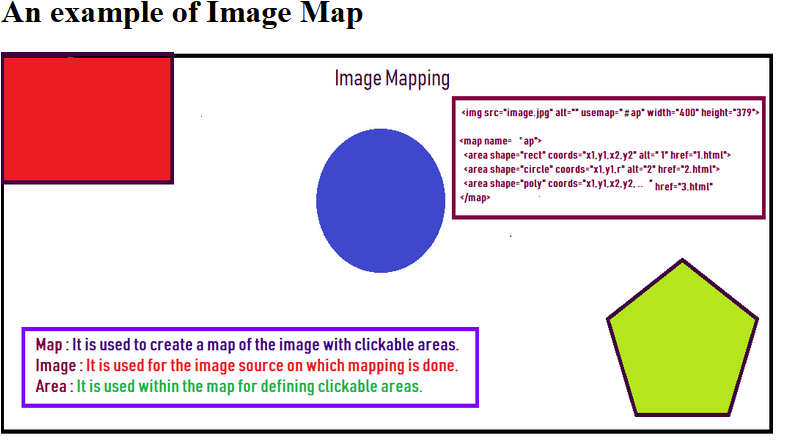 An example of Image Map
Image Mapping
<img src="image.jpg" alt="" usemap="#ap" width="400" height="379">
<map name= "ap">
<area shape="rect" coords="x1,y1,x2,y2" alt=" 1" href="1.html">
<area shape="circle" coords="x1,y1,r" alt="2" href="2.html">
<area shape="poly" coords="x1,y1,x2,y2, .. " href="3.html"
</map>
Map : It is used to create a map of the image with clickable areas.
Image : It is used for the image source on which mapping is done.
Area : It is used within the map for defining clickable areas.